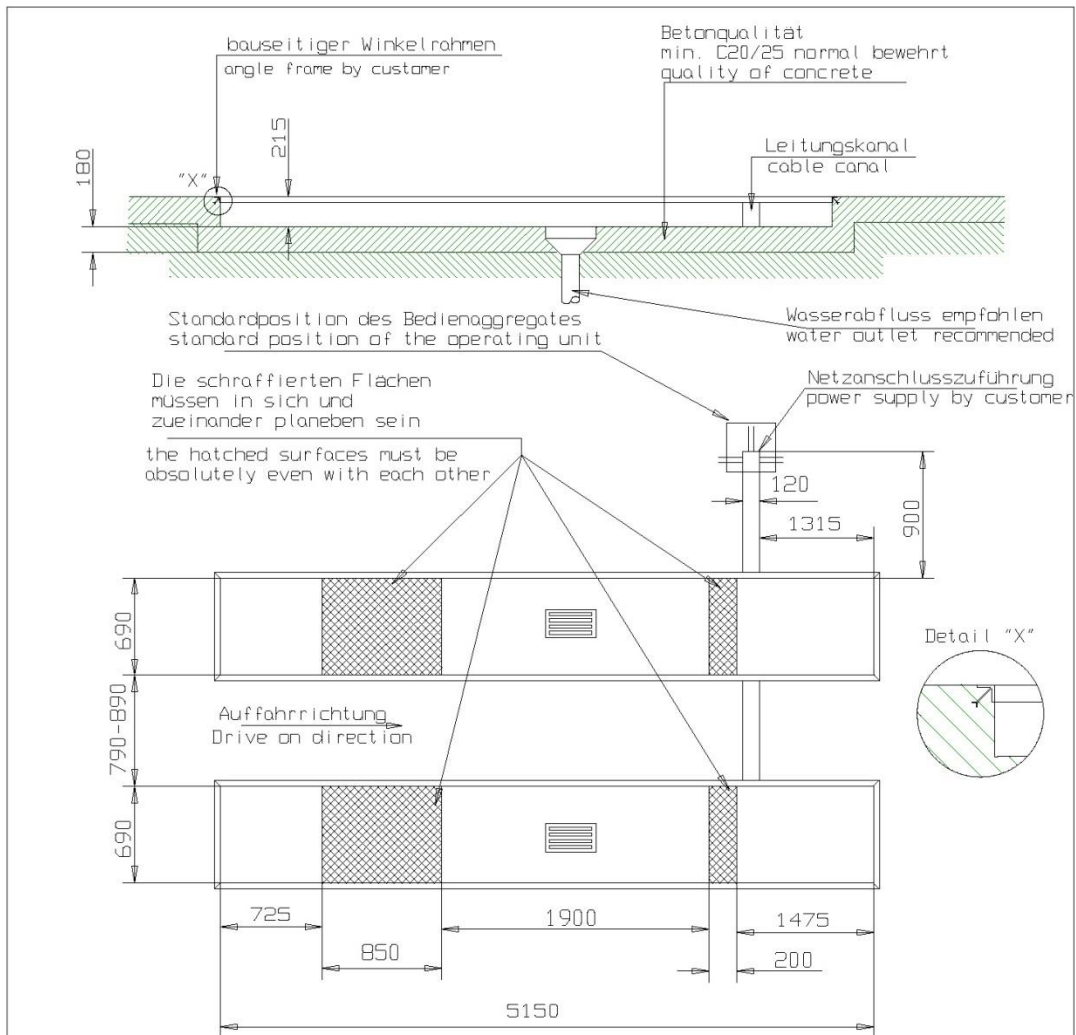 bauseitiger Winkelrahmen
angle frame by customer
Betonqualität
min. C20/25 normal bewehrt
quality of concrete
215
180
"X"
Leitungskanal
cable canal
Standardposition des Bedienaggregates
standard position of the operating unit
Wasserabfluss empfohlen
water outlet recommended
Die schraffierten Flächen
müssen in sich und
zueinander planeben sein
the hatched surfaces must be
absolutely even with each other
Netzanschlusszuführung
power supply by customer
120
1315
900
690
790-890
690
Detail "X"
Auffahrrichtung
Drive on direction
725
1900
1475
850
200
5150